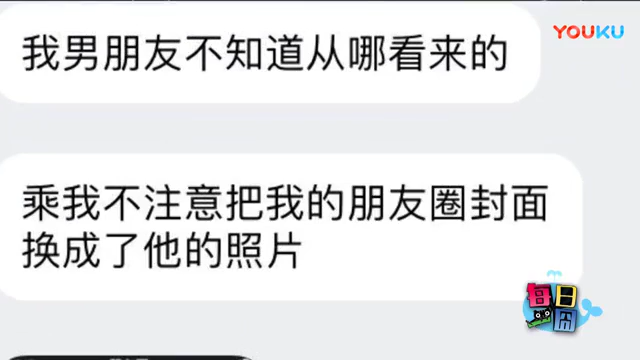 YOUKU
我男朋友不知道从哪看来的
乘我不注意把我的朋友圈封面
换成了他的照片
每日囧